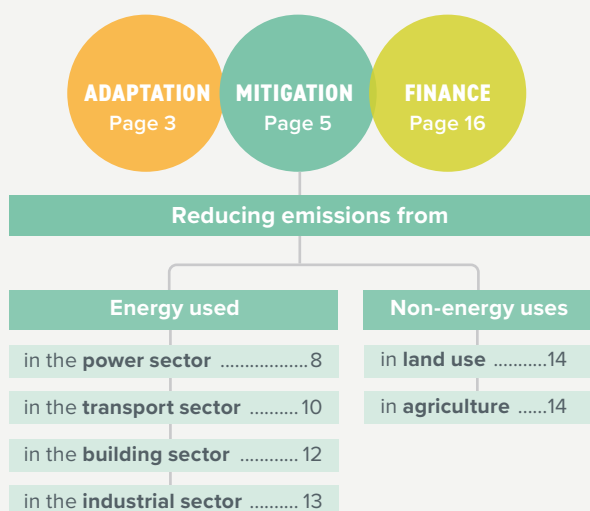 ADAPTATION
Page 3
MITIGATION
Page 5
FINANCE
Page 16
Reducing emissions from
Energy used
in the power sector ..................8
in the transport sector ..........10
in the building sector ............12
in the industrial sector ..........13
Non-energy uses
in land use ...........14
in agriculture ......14